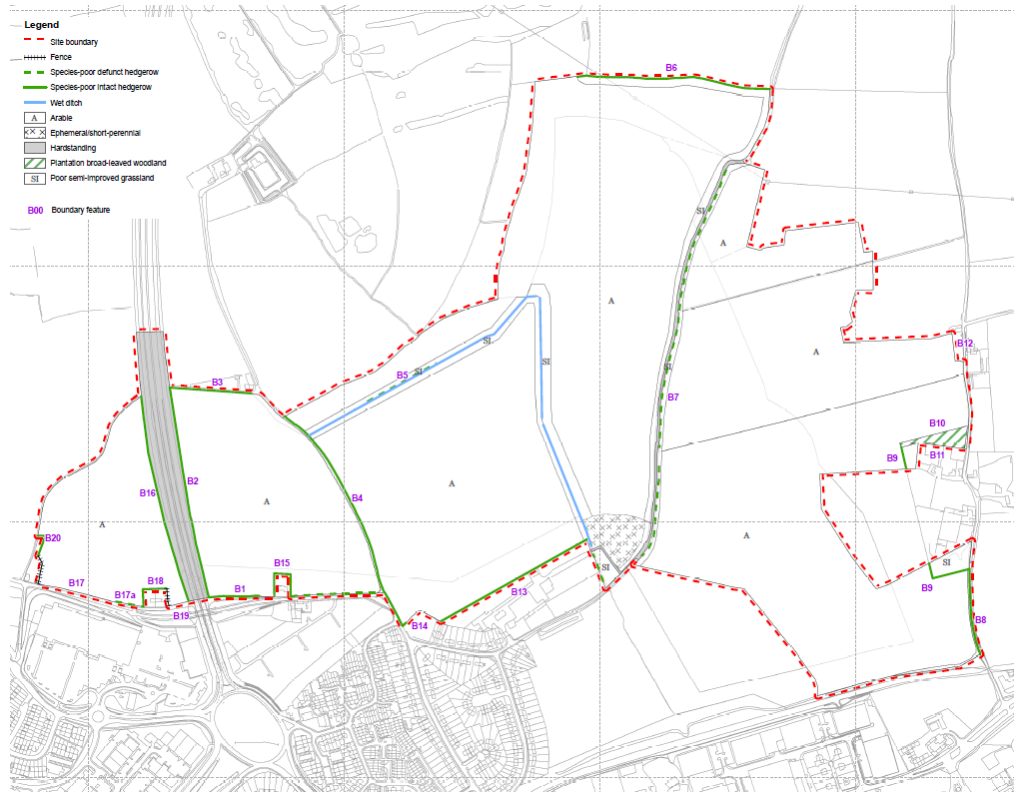 Legend
Site boundary
Fence
Species-poor defunct hedgerow
Species-poor intact hedgerow
Wet ditch
A Arable
Ephemeral/short-perennial
Hardstanding
Plantation broad-leaved woodland
SI Poor semi-improved grassland
B00 Boundary feature
B6
SI
A
A
SI
B12
A
B5
SI
SI
SI
B3
B7
B10
B11
B9
B2
B16
A
A
B4
A
A
B20
SI
SI
B15
B9
B17
B18
B17a
B1
B13
B19
B14
B8